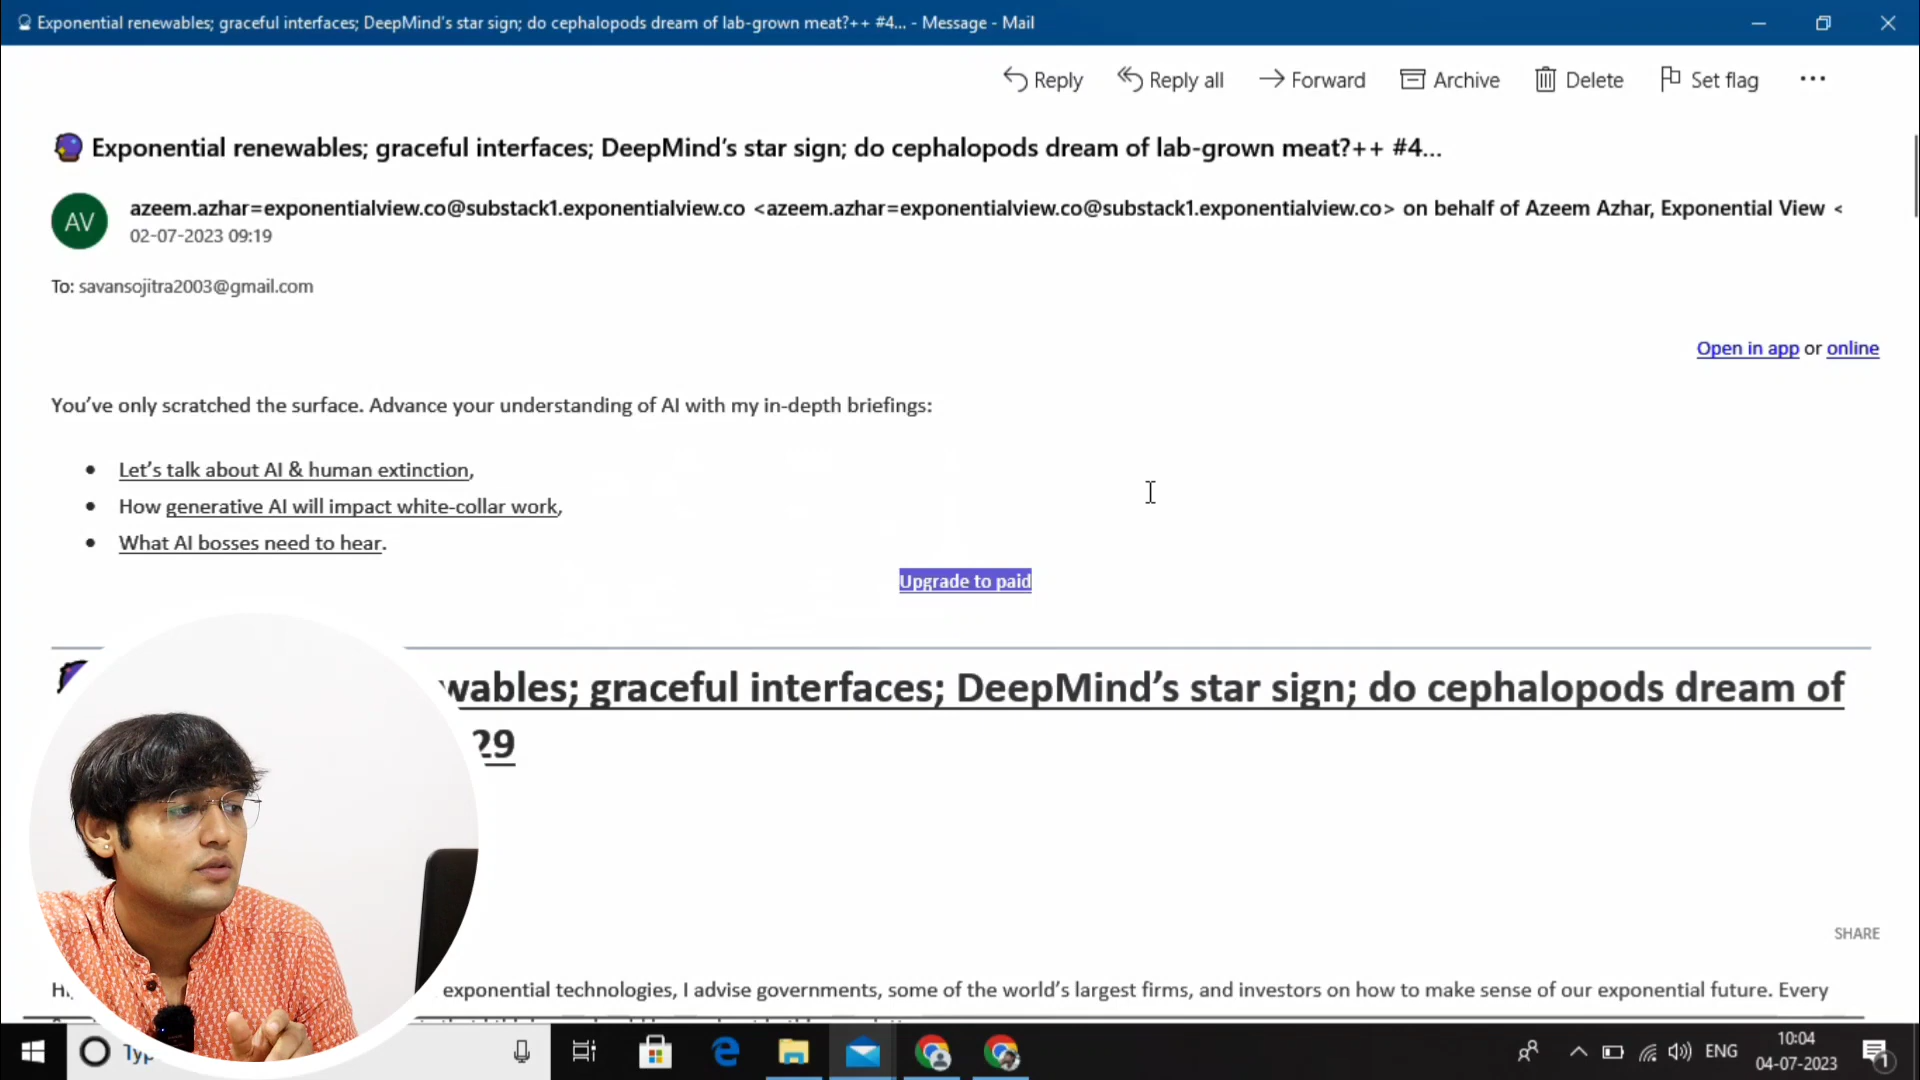 Exponential renewables; graceful interfaces; DeepMind's star sign; do cephalopods dream of lab-grown meat?++ #4... - Message - Mail
Reply
Reply all
Forward
Archive
Delete
Set flag
Exponential renewables; graceful interfaces; DeepMind's star sign; do cephalopods dream of lab-grown meat?++ #4...
AV
azeem.azhar=exponentialview.co@substack1.exponentialview.co <azeem.azhar=exponentialview.co@substack1.exponentialview.co> on behalf of Azeem Azhar, Exponential View <
02-07-2023 09:19
To: savansojitra2003@gmail.com
Open in app or online
You've only scratched the surface. Advance your understanding of AI with my in-depth briefings:
• Let's talk about AI & human extinction,
• How generative AI will impact white-collar work,
• What AI bosses need to hear.
Upgrade to paid
wables; graceful interfaces; DeepMind's star sign; do cephalopods dream of
29
SHARE
exponential technologies, I advise governments, some of the world's largest firms, and investors on how to make sense of our exponential future. Every
Typ
ENG
10:04
04-07-2023
1